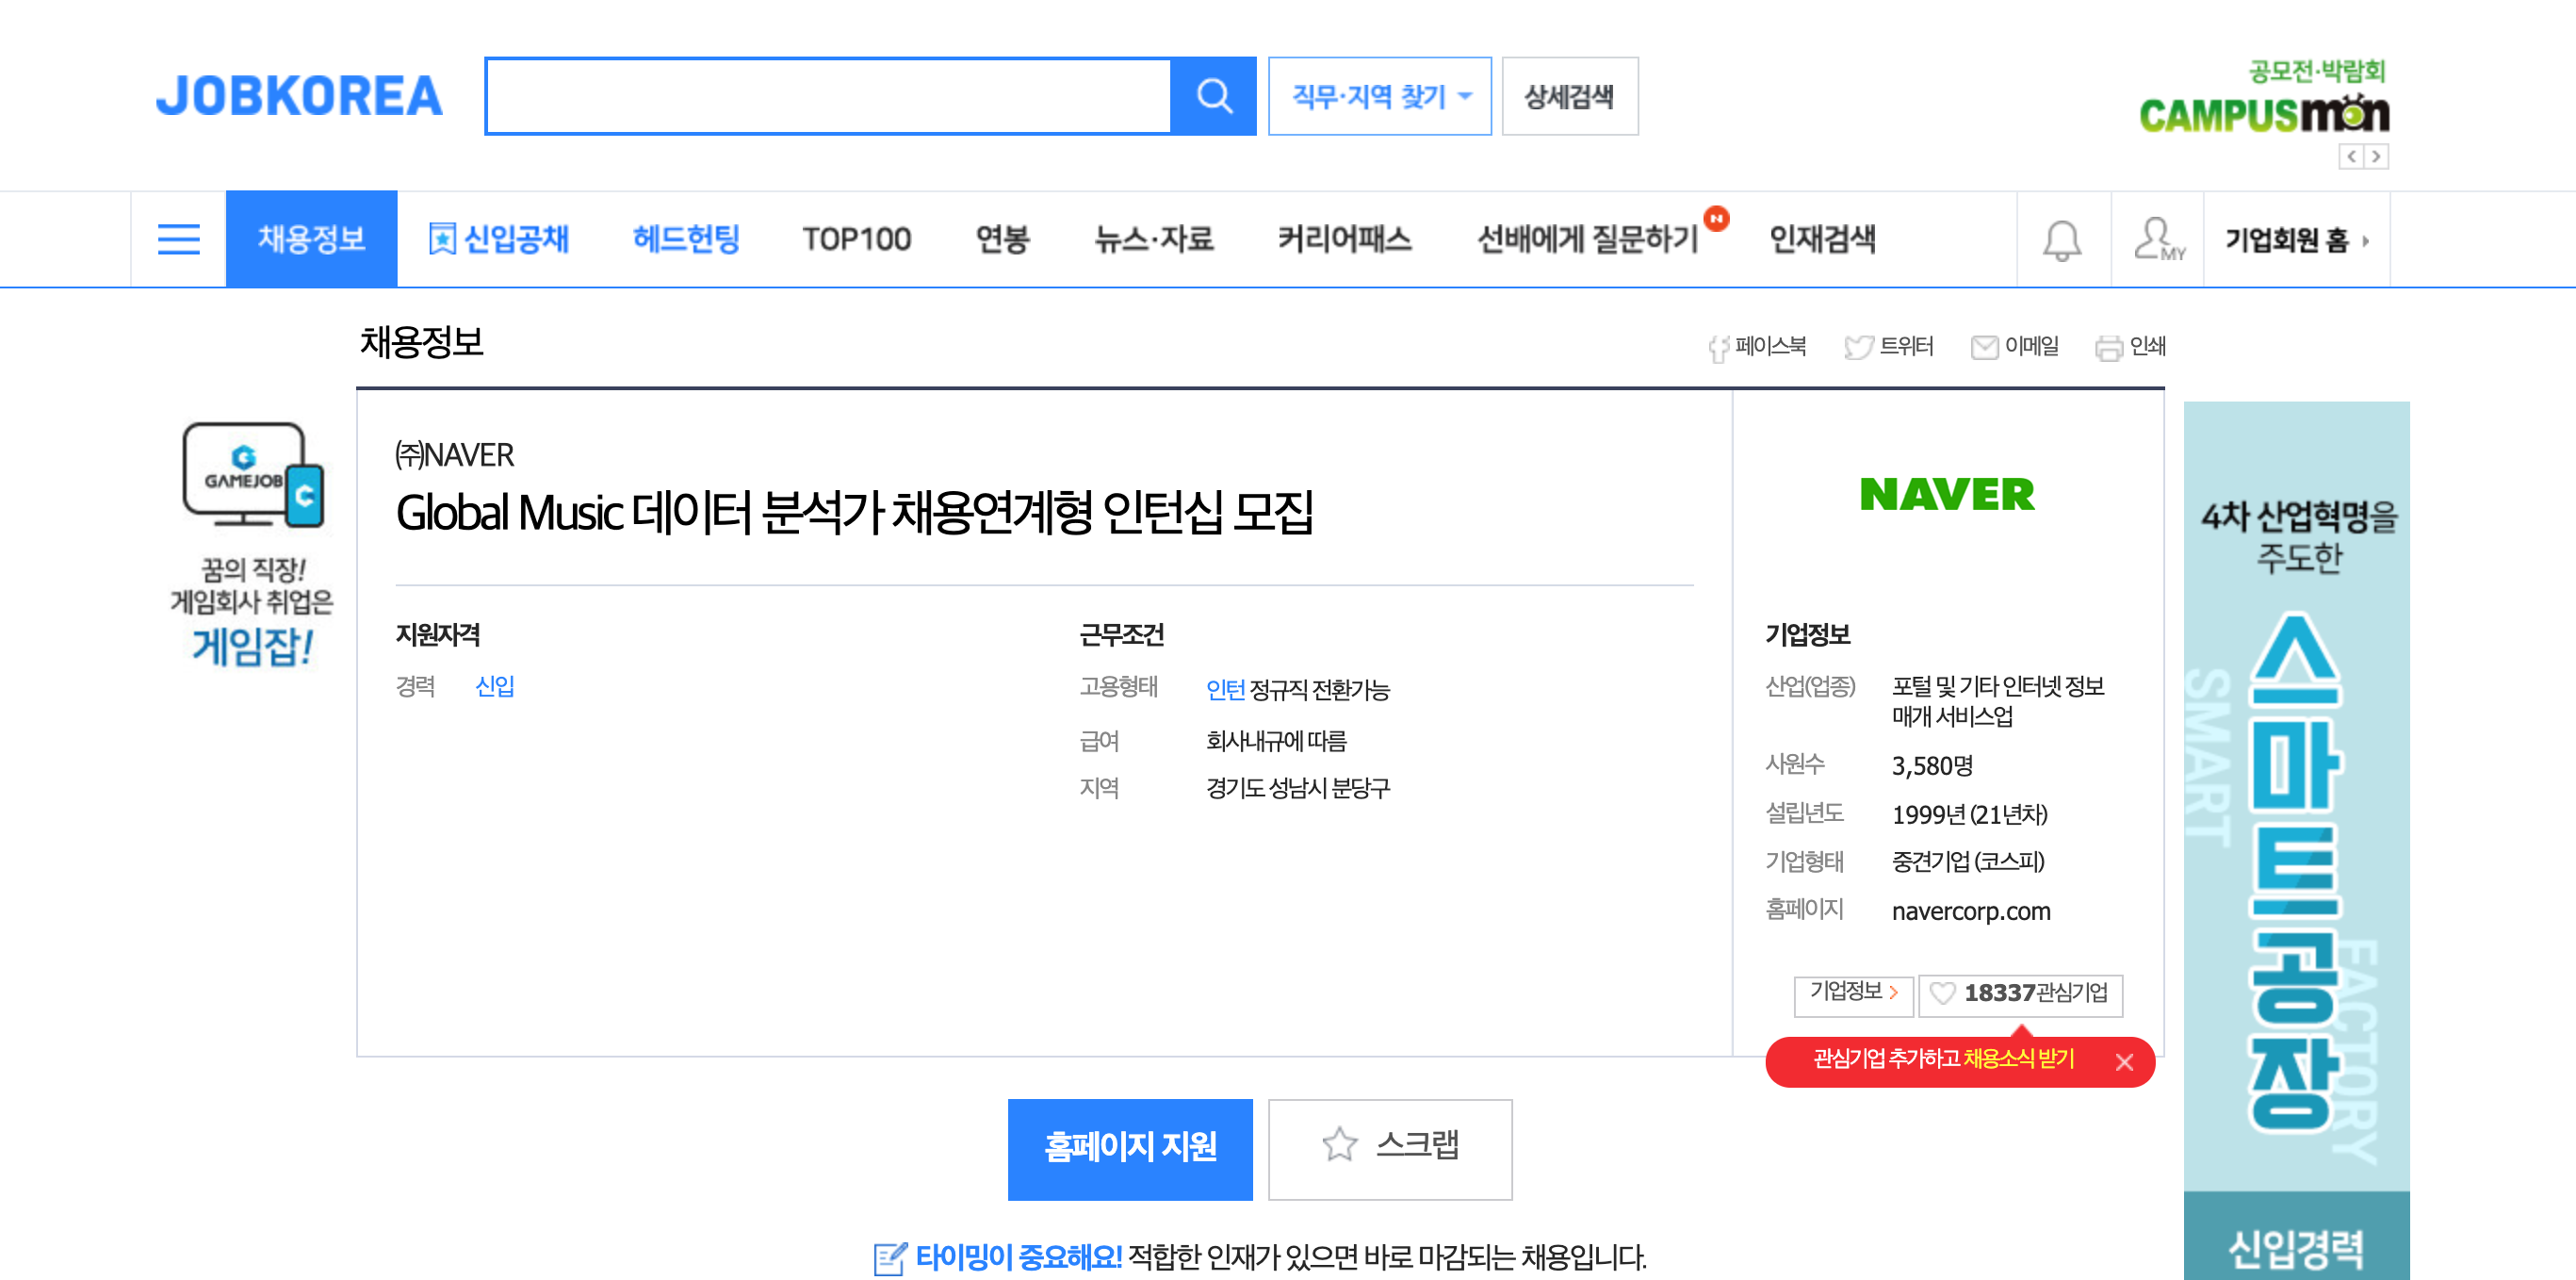 JOBKOREA
직무·지역 찾기
상세검색
공모전·박람회
CAMPUSmon
채용정보
신입공채
헤드헌팅
TOP100
연봉
뉴스·자료
커리어패스
선배에게 질문하기
N
인재검색
MY
기업회원 홈
채용정보
페이스북
트위터
이메일
인쇄
GAMEJOB
꿈의 직장!
게임회사 취업은
게임잡!
㈜NAVER
Global Music 데이터 분석가 채용연계형 인턴십 모집
지원자격
경력 신입
근무조건
고용형태 인턴 정규직 전환가능
급여 회사내규에 따름
지역 경기도 성남시 분당구
NAVER
기업정보
산업(업종) 포털 및 기타 인터넷 정보
매개 서비스업
사원수 3,580명
설립년도 1999년 (21년차)
기업형태 중견기업 (코스피)
홈페이지 navercorp.com
기업정보
18337관심기업
관심기업 추가하고 채용소식 받기
4차 산업혁명을
주도한
스마트공장
SMART
FACTORY
신입경력
홈페이지 지원
스크랩
타이밍이 중요해요! 적합한 인재가 있으면 바로 마감되는 채용입니다.